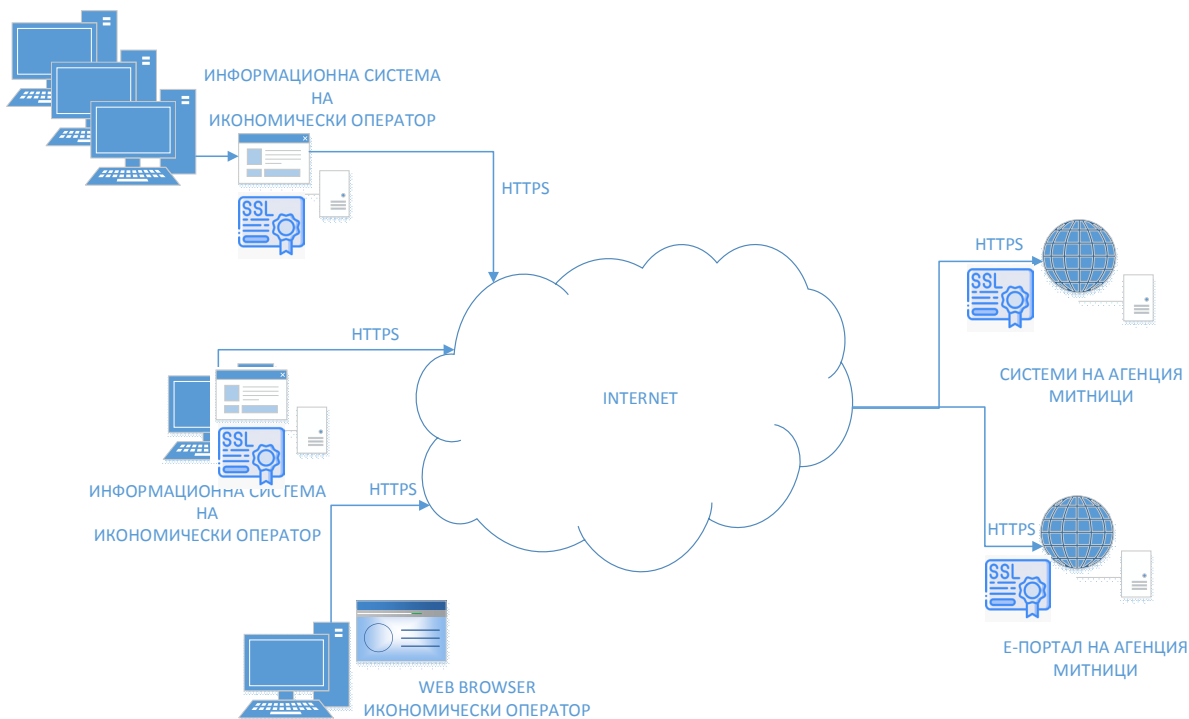 ИНФОРМАЦИОННА СИСТЕМА
НА
ИКОНОМИЧЕСКИ ОПЕРАТОР
SSL
HTTPS
HTTPS
SSL
ИНФОРМАЦИОННА СИСТЕМА
НА
ИКОНОМИЧЕСКИ ОПЕРАТОР
HTTPS
WEB BROWSER
ИКОНОМИЧЕСКИ ОПЕРАТОР
INTERNET
HTTPS
SSL
СИСТЕМИ НА АГЕНЦИЯ
МИТНИЦИ
HTTPS
SSL
Е-ПОРТАЛ НА АГЕНЦИЯ
МИТНИЦИ